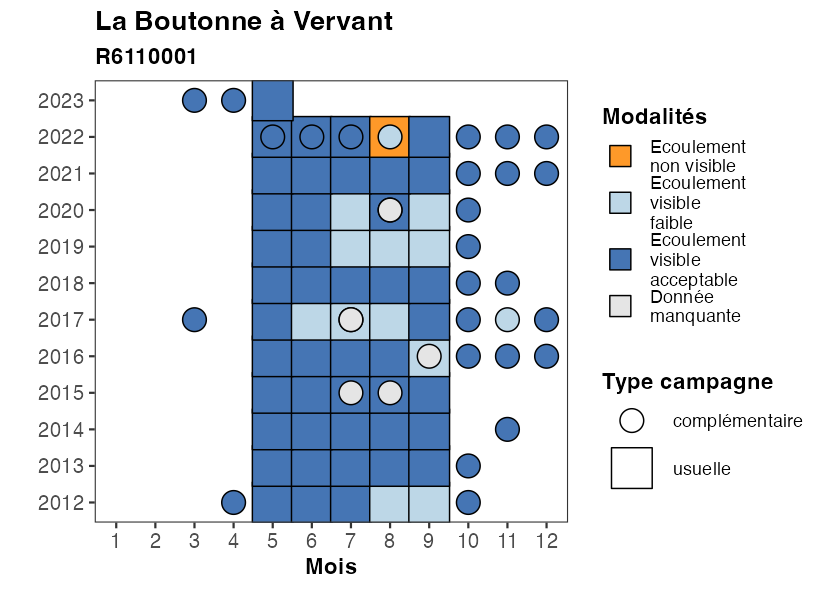 La Boutonne à Vervant
R6110001
2023
2022
2021
2020
2019
2018
2017
2016
2015
2014
2013
2012
1 2 3 4 5 6 7 8 9 10 11 12
Mois
Modalités
Ecoulement
non visible
Ecoulement
visible
faible
Ecoulement
visible
acceptable
Donnée
manquante
Type campagne
complémentaire
usuelle